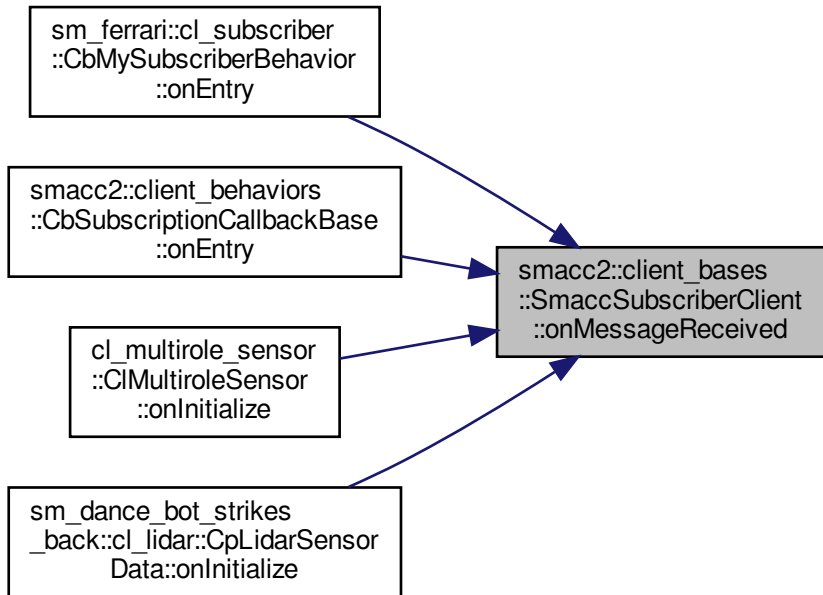 sm_ferrari::cl_subscriber
::CbMySubscriberBehavior
::onEntry
smacc2::client_behaviors
::CbSubscriptionCallbackBase
::onEntry
smacc2::client_bases
::SmaccSubscriberClient
::onMessageReceived
cl_multirole_sensor
::ClMultiroleSensor
::onInitialize
sm_dance_bot_strikes
_back::cl_lidar::CpLidarSensor
Data::onInitialize